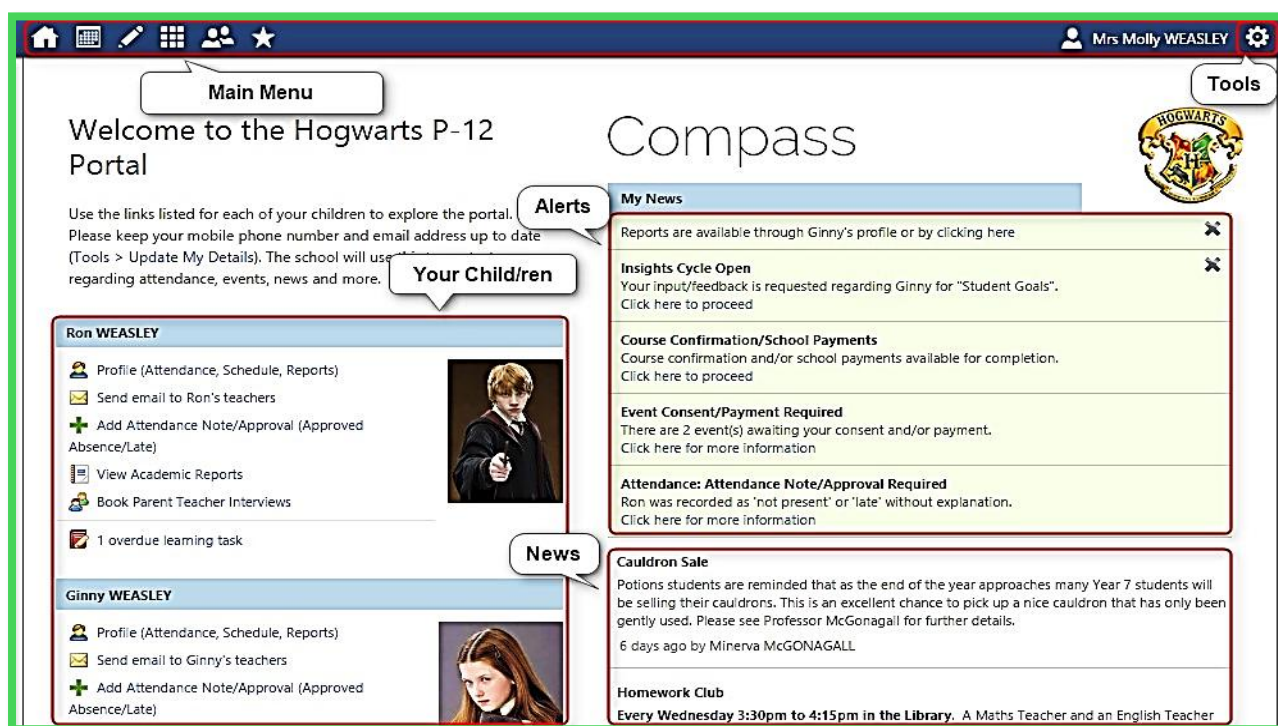 Mrs Molly WEASLEY
Main Menu
Tools
Welcome to the Hogwarts P-12
Portal
Use the links listed for each of your children to explore the portal.
Please keep your mobile phone number and email address up to date
(Tools > Update My Details). The school will use
regarding attendance, events, news and more.
Your Child/ren
Ron WEASLEY
Profile (Attendance, Schedule, Reports)
Send email to Ron's teachers
Add Attendance Note/Approval (Approved
Absence/Late)
View Academic Reports
Book Parent Teacher Interviews
1 overdue learning task
Ginny WEASLEY
Profile (Attendance, Schedule, Reports)
Send email to Ginny's teachers
Add Attendance Note/Approval (Approved
Absence/Late)
Compass
HOGWARTS
H
Alerts
My News
Reports are available through Ginny's profile or by clicking here
Insights Cycle Open
Your input/feedback is requested regarding Ginny for "Student Goals".
Click here to proceed
Course Confirmation/School Payments
Course confirmation and/or school payments available for completion.
Click here to proceed
Event Consent/Payment Required
There are 2 event(s) awaiting your consent and/or payment.
Click here for more information
Attendance: Attendance Note/Approval Required
Ron was recorded as 'not present' or 'late' without explanation.
Click here for more information
News
Cauldron Sale
Potions students are reminded that as the end of the year approaches many Year 7 students will
be selling their cauldrons. This is an excellent chance to pick up a nice cauldron that has only been
gently used. Please see Professor McGonagall for further details.
6 days ago by Minerva McGONAGALL
Homework Club
Every Wednesday 3:30pm to 4:15pm in the Library. A Maths Teacher and an English Teacher